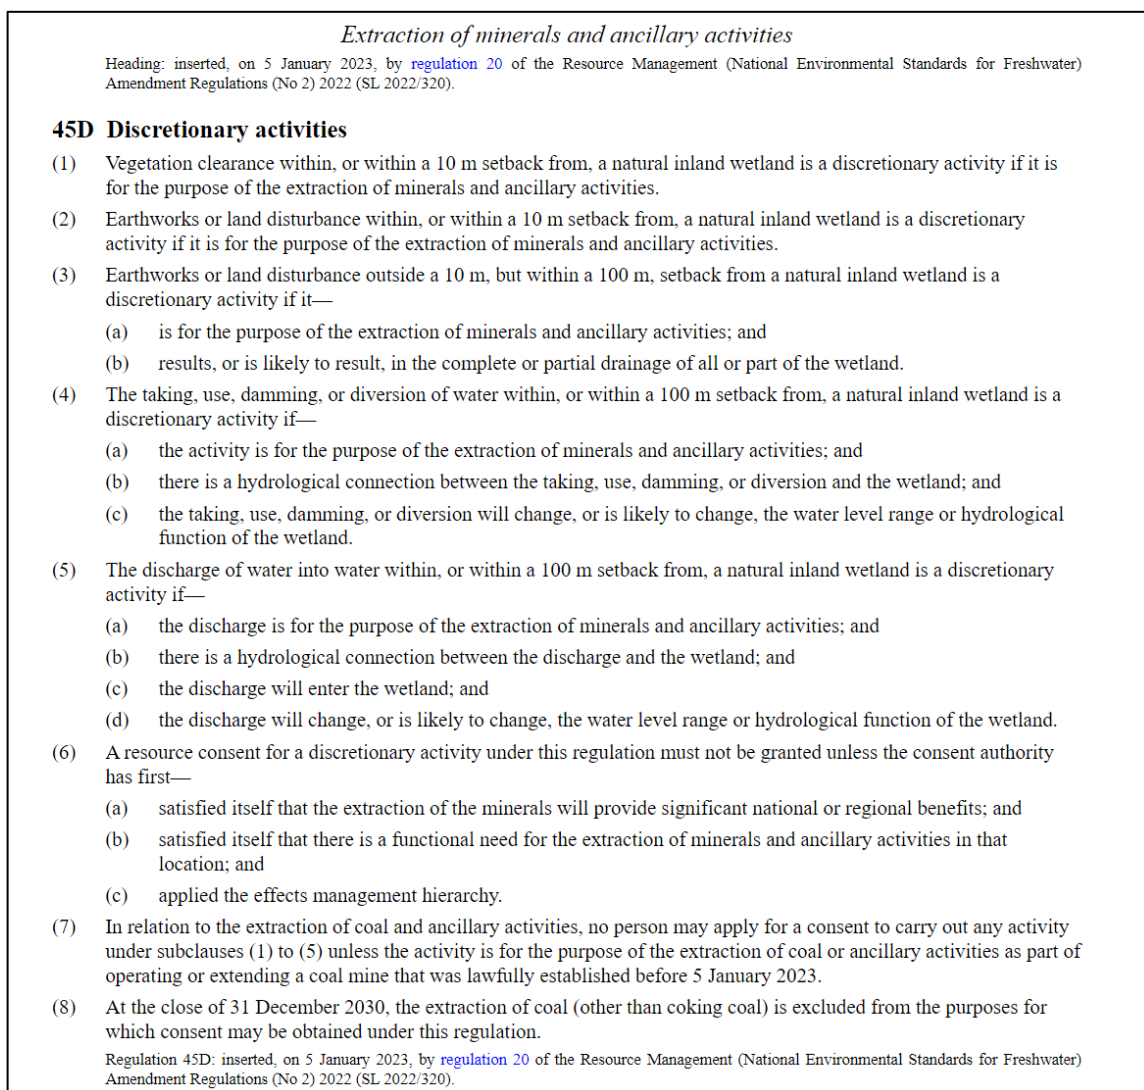 Extraction of minerals and ancillary activities
Heading: inserted, on 5 January 2023, by regulation 20 of the Resource Management (National Environmental Standards for Freshwater)
Amendment Regulations (No 2) 2022 (SL 2022/320).
45D Discretionary activities
(1) Vegetation clearance within, or within a 10 m setback from, a natural inland wetland is a discretionary activity if it is
for the purpose of the extraction of minerals and ancillary activities.
(2) Earthworks or land disturbance within, or within a 10 m setback from, a natural inland wetland is a discretionary
activity if it is for the purpose of the extraction of minerals and ancillary activities.
(3) Earthworks or land disturbance outside a 10 m, but within a 100 m, setback from a natural inland wetland is a
discretionary activity if it—
(a) is for the purpose of the extraction of minerals and ancillary activities; and
(b) results, or is likely to result, in the complete or partial drainage of all or part of the wetland.
(4) The taking, use, damming, or diversion of water within, or within a 100 m setback from, a natural inland wetland is a
discretionary activity if—
(a) the activity is for the purpose of the extraction of minerals and ancillary activities; and
(b) there is a hydrological connection between the taking, use, damming, or diversion and the wetland; and
(c) the taking, use, damming, or diversion will change, or is likely to change, the water level range or hydrological
function of the wetland.
(5) The discharge of water into water within, or within a 100 m setback from, a natural inland wetland is a discretionary
activity if—
(a) the discharge is for the purpose of the extraction of minerals and ancillary activities; and
(b) there is a hydrological connection between the discharge and the wetland; and
(c) the discharge will enter the wetland; and
(d) the discharge will change, or is likely to change, the water level range or hydrological function of the wetland.
(6) A resource consent for a discretionary activity under this regulation must not be granted unless the consent authority
has first—
(a) satisfied itself that the extraction of the minerals will provide significant national or regional benefits; and
(b) satisfied itself that there is a functional need for the extraction of minerals and ancillary activities in that
location; and
(c) applied the effects management hierarchy.
(7) In relation to the extraction of coal and ancillary activities, no person may apply for a consent to carry out any activity
under subclauses (1) to (5) unless the activity is for the purpose of the extraction of coal or ancillary activities as part of
operating or extending a coal mine that was lawfully established before 5 January 2023.
(8) At the close of 31 December 2030, the extraction of coal (other than coking coal) is excluded from the purposes for
which consent may be obtained under this regulation.
Regulation 45D: inserted, on 5 January 2023, by regulation 20 of the Resource Management (National Environmental Standards for Freshwater)
Amendment Regulations (No 2) 2022 (SL 2022/320).